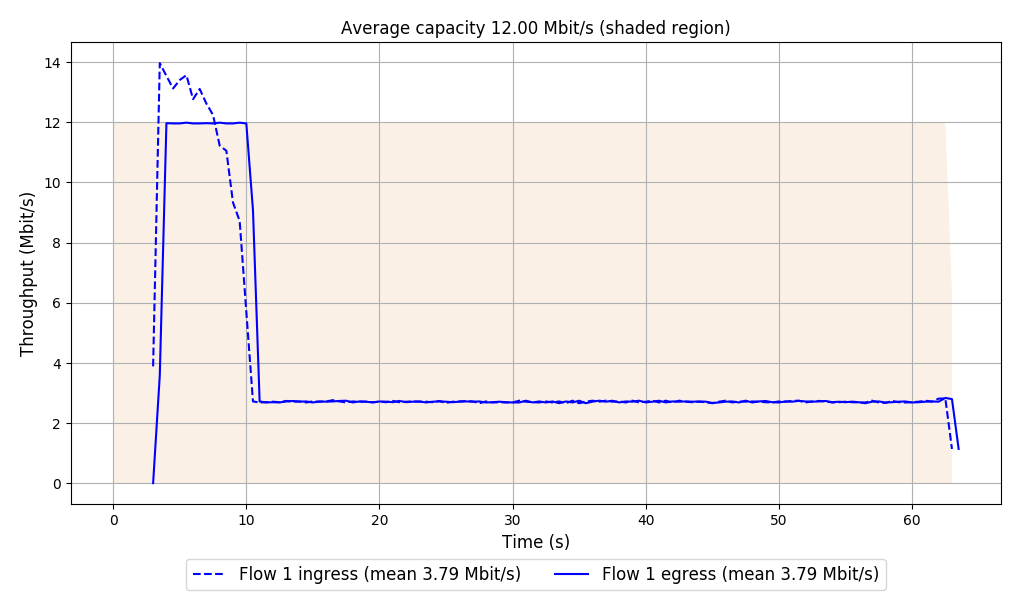 Average capacity 12.00 Mbit/s (shaded region)
Throughput (Mbit/s)
14
12
10
8
6
4
2
0
0 10 20 30 40 50 60
Time (s)
Flow 1 ingress (mean 3.79 Mbit/s) Flow 1 egress (mean 3.79 Mbit/s)